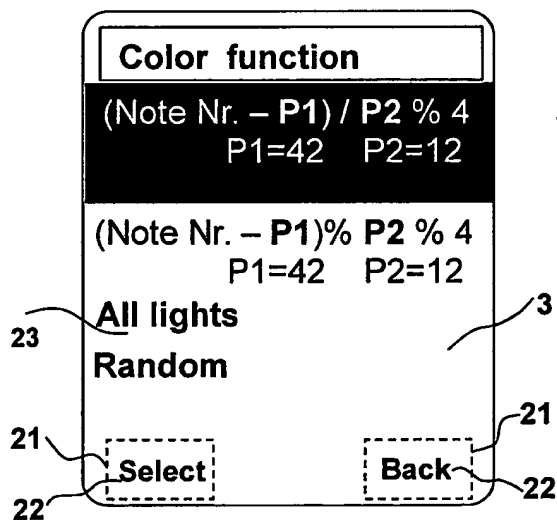 Color function
(Note Nr. – P1) / P2 % 4
P1=42 P2=12
(Note Nr. – P1)% P2 % 4
P1=42 P2=12
All lights
23
3
Random
21
21
Select
Back
22
22